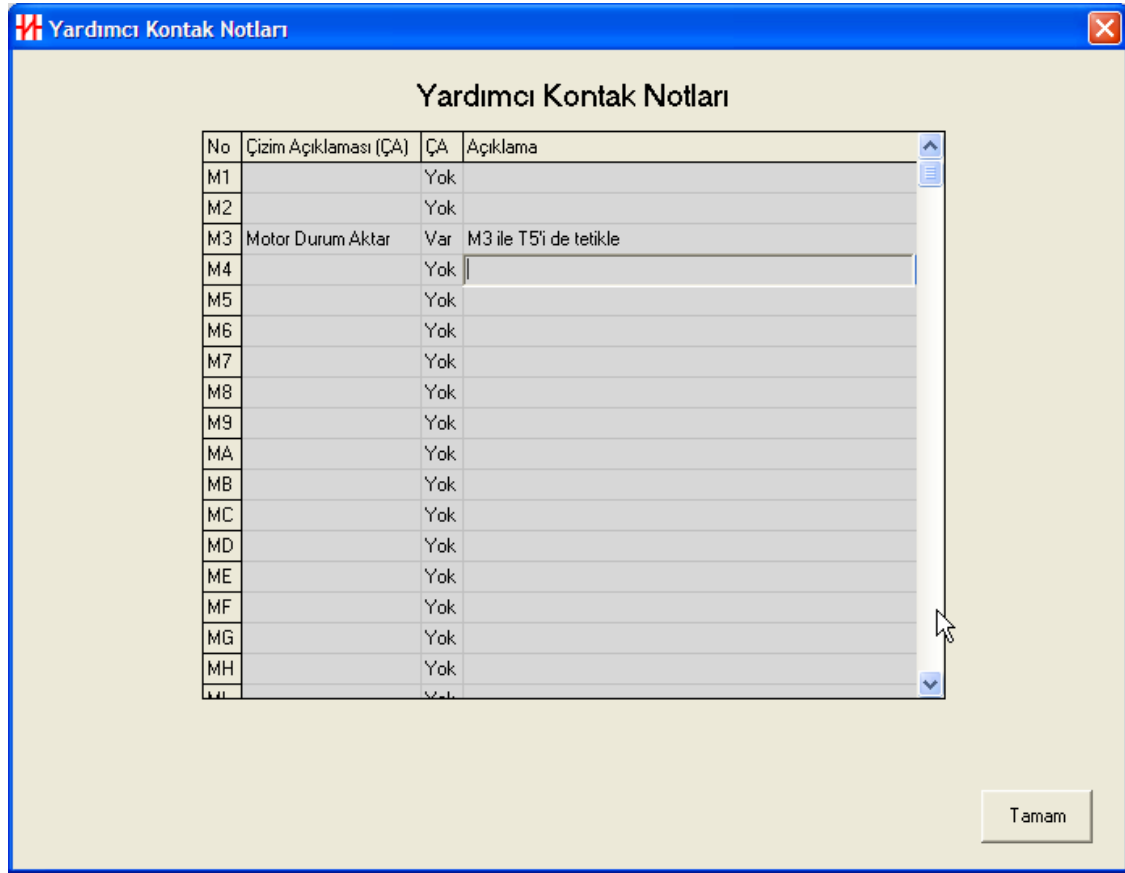 Yardımcı Kontak Notları
Yardımcı Kontak Notları
No Çizim Açıklaması (ÇA) ÇA Açıklama
M1 Yok
M2 Yok
M3 Motor Durum Aktar Var M3 ile T5'i de tetikle
M4 Yok
M5 Yok
M6 Yok
M7 Yok
M8 Yok
M9 Yok
MA Yok
MB Yok
MC Yok
MD Yok
ME Yok
MF Yok
MG Yok
MH Yok
Tamam